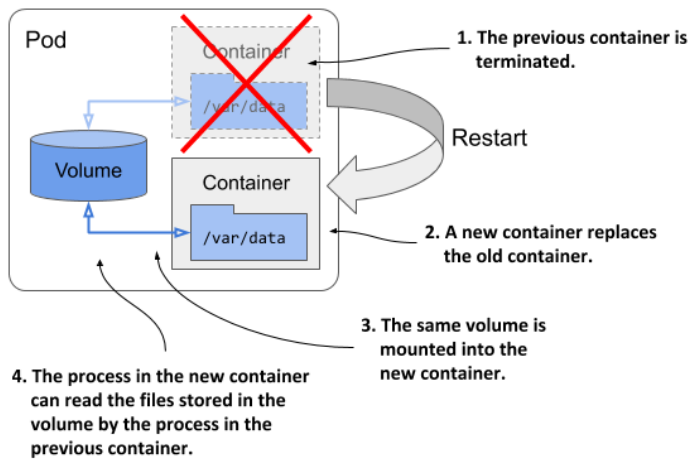 Pod
Container
/var/data
1. The previous container is
terminated.
Restart
Volume
Container
/var/data
2. A new container replaces
the old container.
3. The same volume is
mounted into the
new container.
4. The process in the new container
can read the files stored in the
volume by the process in the
previous container.